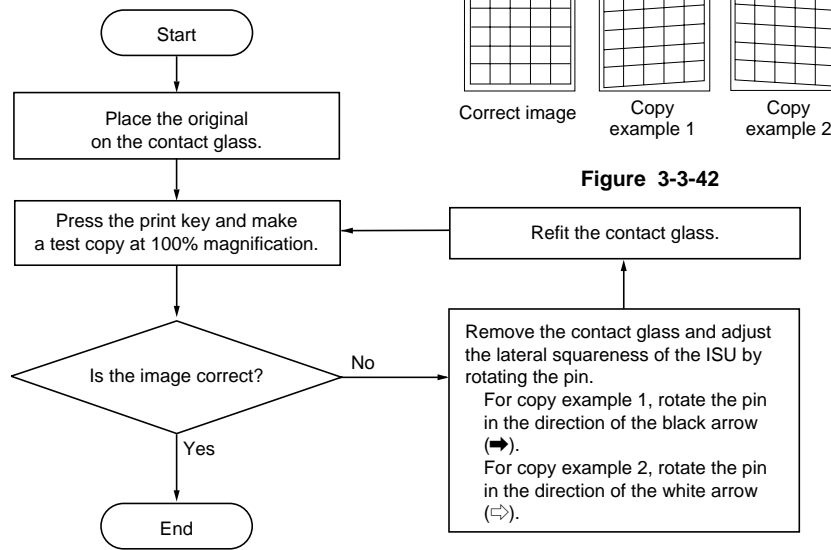 Start
Place the original
on the contact glass.
Press the print key and make
a test copy at 100% magnification.
Is the image correct?
No
Yes
End
Correct image
Copy
example 1
Copy
example 2
Figure 3-3-42
Refit the contact glass.
Remove the contact glass and adjust
the lateral squareness of the ISU by
rotating the pin.
For copy example 1, rotate the pin
in the direction of the black arrow
(➡).
For copy example 2, rotate the pin
in the direction of the white arrow
(⇨).